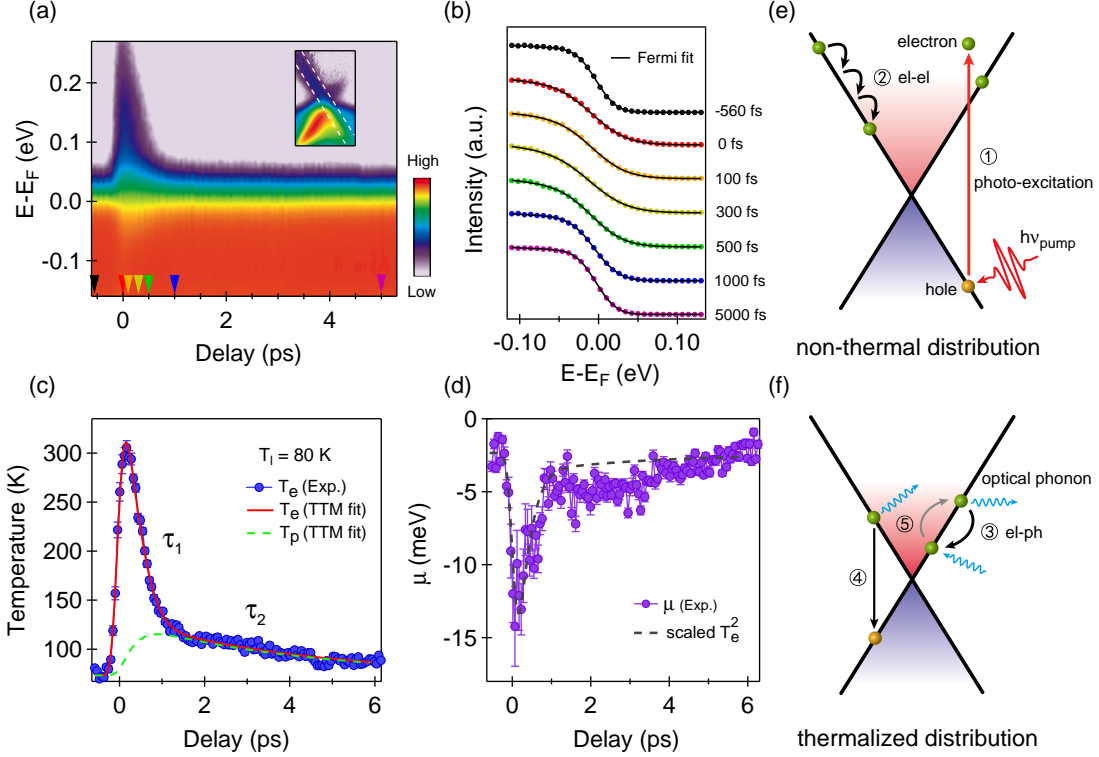 (a)
E-E_F (eV)
0.2
0.1
0.0
-0.1
High
Low
0
2
4
Delay (ps)
(b)
Intensity (a.u.)
Fermi fit
-560 fs
0 fs
100 fs
300 fs
500 fs
1000 fs
5000 fs
-0.10
0.00
0.10
E-E_F (eV)
(e)
electron
② el-el
①
photo-excitation
hν_pump
hole
non-thermal distribution
(c)
Temperature (K)
300
250
200
150
100
T_l = 80 K
T_e (Exp.)
T_e (TTM fit)
T_p (TTM fit)
τ_1
τ_2
0
2
4
6
Delay (ps)
(d)
μ (meV)
0
-5
-10
-15
μ (Exp.)
scaled T_e^2
0
2
4
6
Delay (ps)
(f)
optical phonon
⑤
③ el-ph
④
thermalized distribution